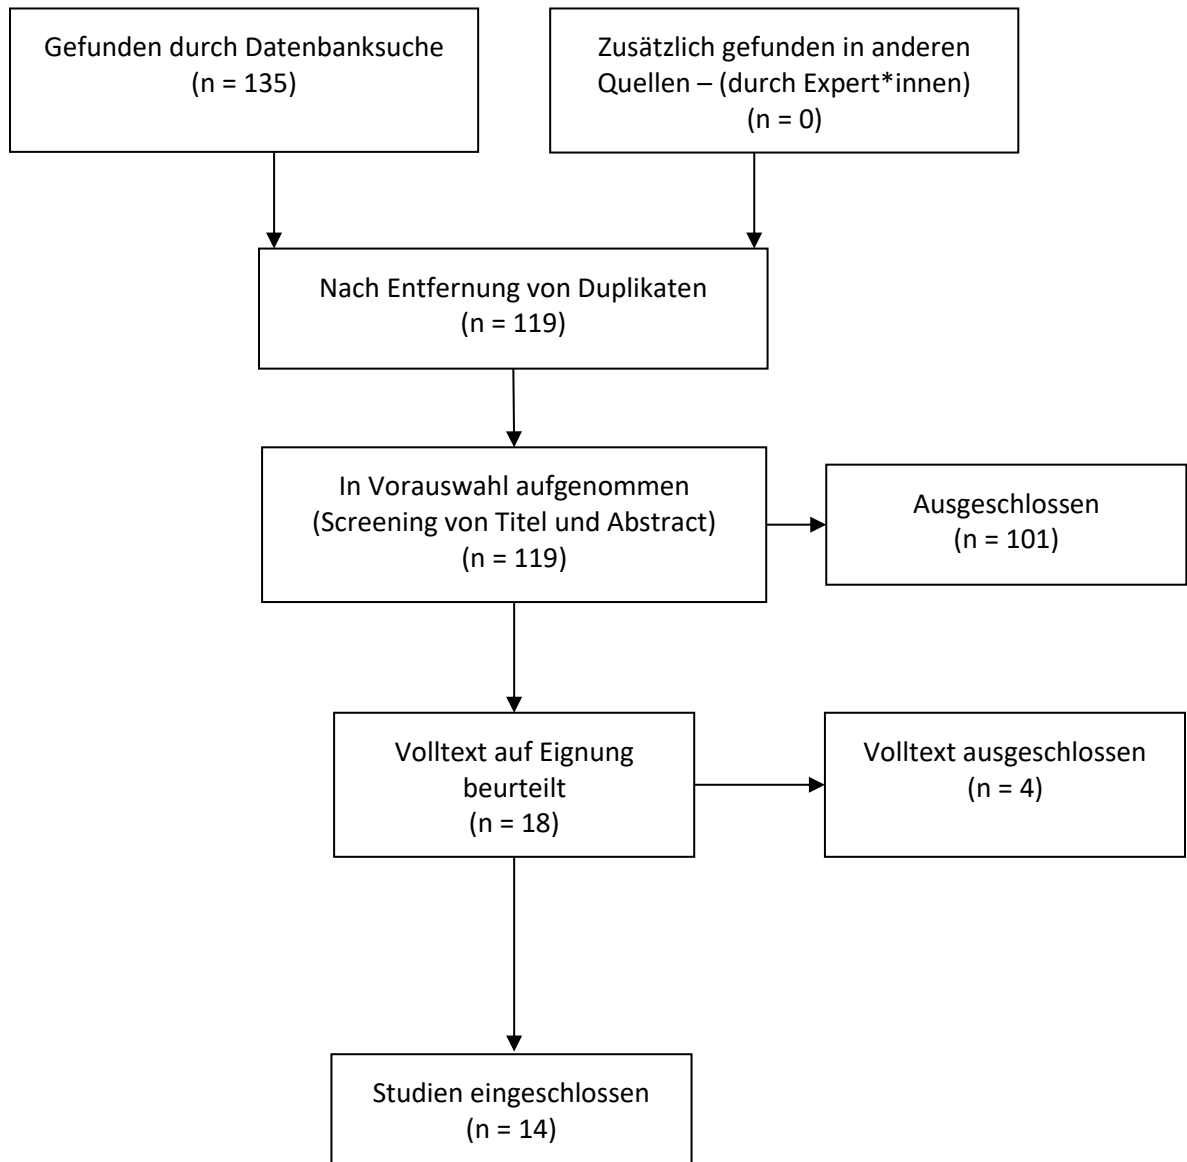 Gefunden durch Datenbanksuche
(n = 135)
Zusätzlich gefunden in anderen
Quellen – (durch Expert*innen)
(n = 0)
Nach Entfernung von Duplikaten
(n = 119)
In Vorauswahl aufgenommen
(Screening von Titel und Abstract)
(n = 119)
Ausgeschlossen
(n = 101)
Volltext auf Eignung
beurteilt
(n = 18)
Volltext ausgeschlossen
(n = 4)
Studien eingeschlossen
(n = 14)